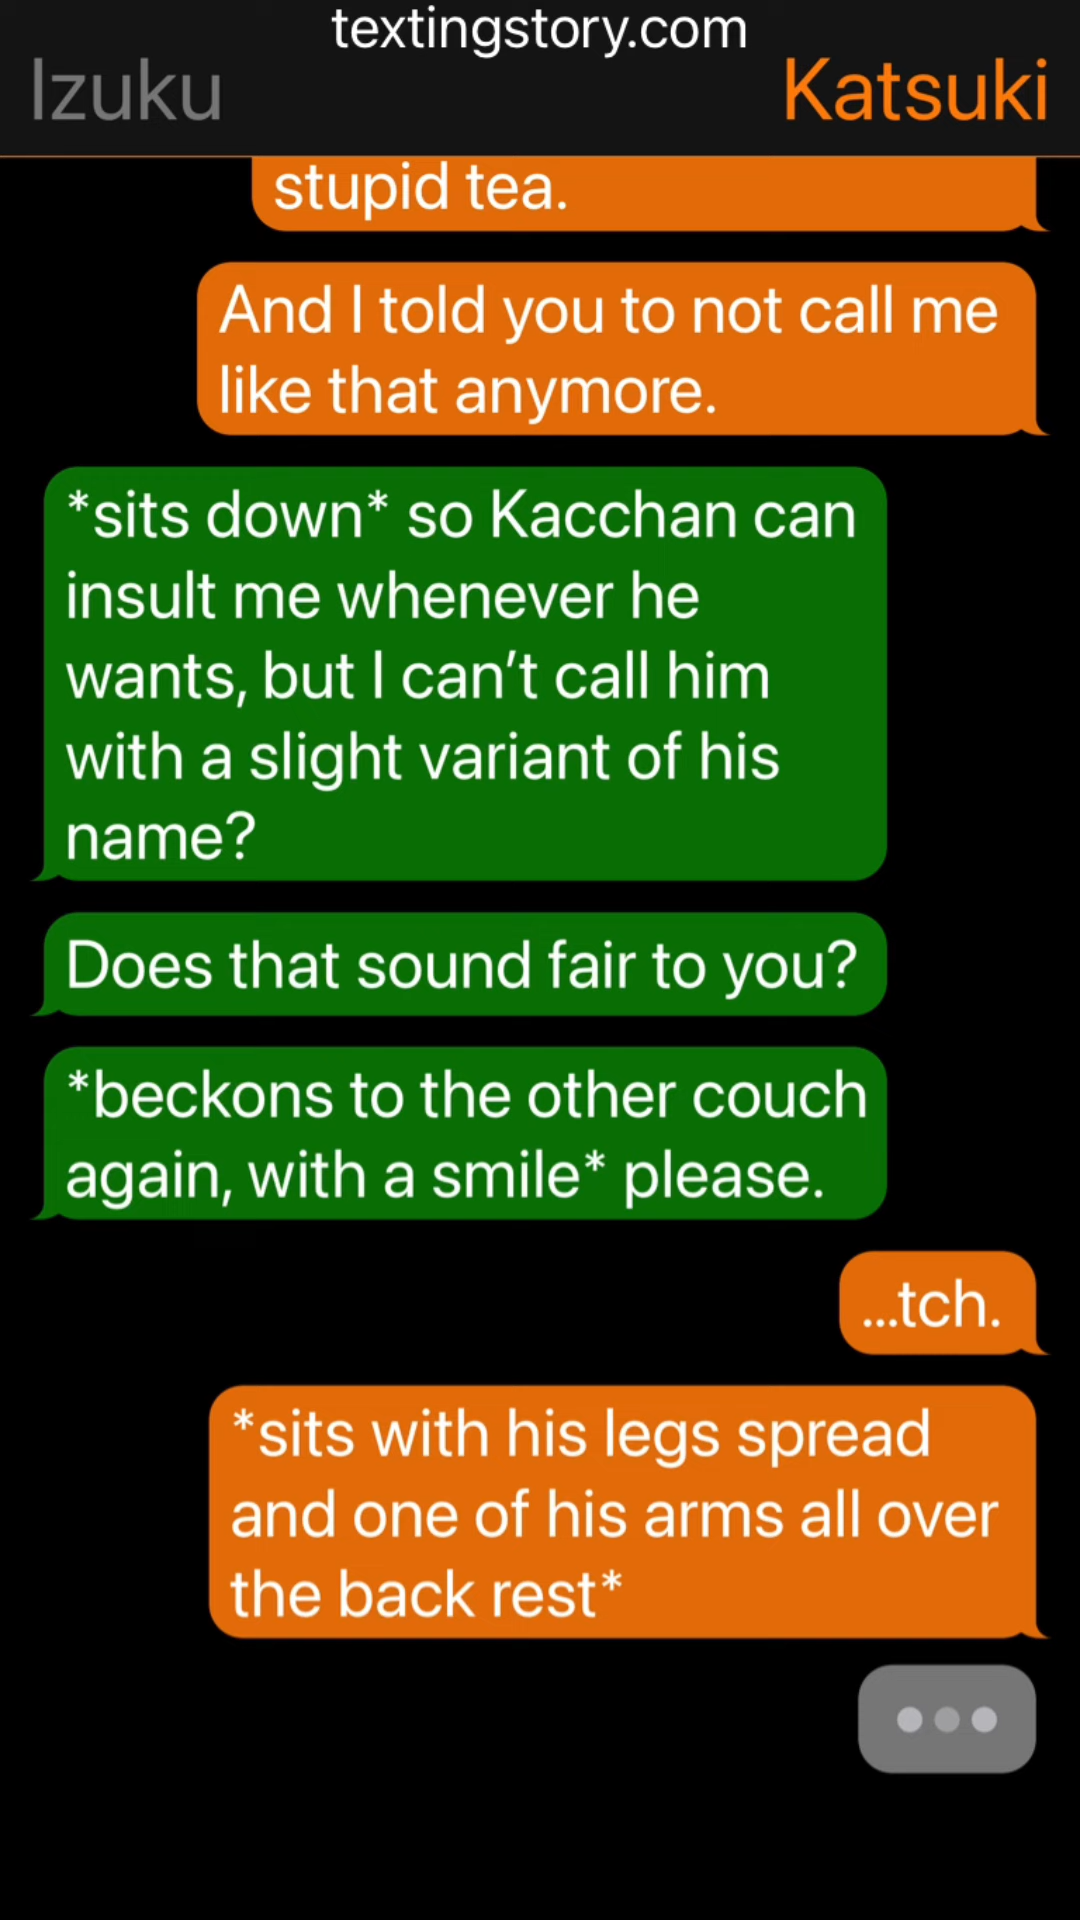 textingstory.com
Izuku
Katsuki
stupid tea.
And I told you to not call me
like that anymore.
*sits down* so Kacchan can
insult me whenever he
wants, but I can’t call him
with a slight variant of his
name?
Does that sound fair to you?
*beckons to the other couch
again, with a smile* please.
...tch.
*sits with his legs spread
and one of his arms all over
the back rest*